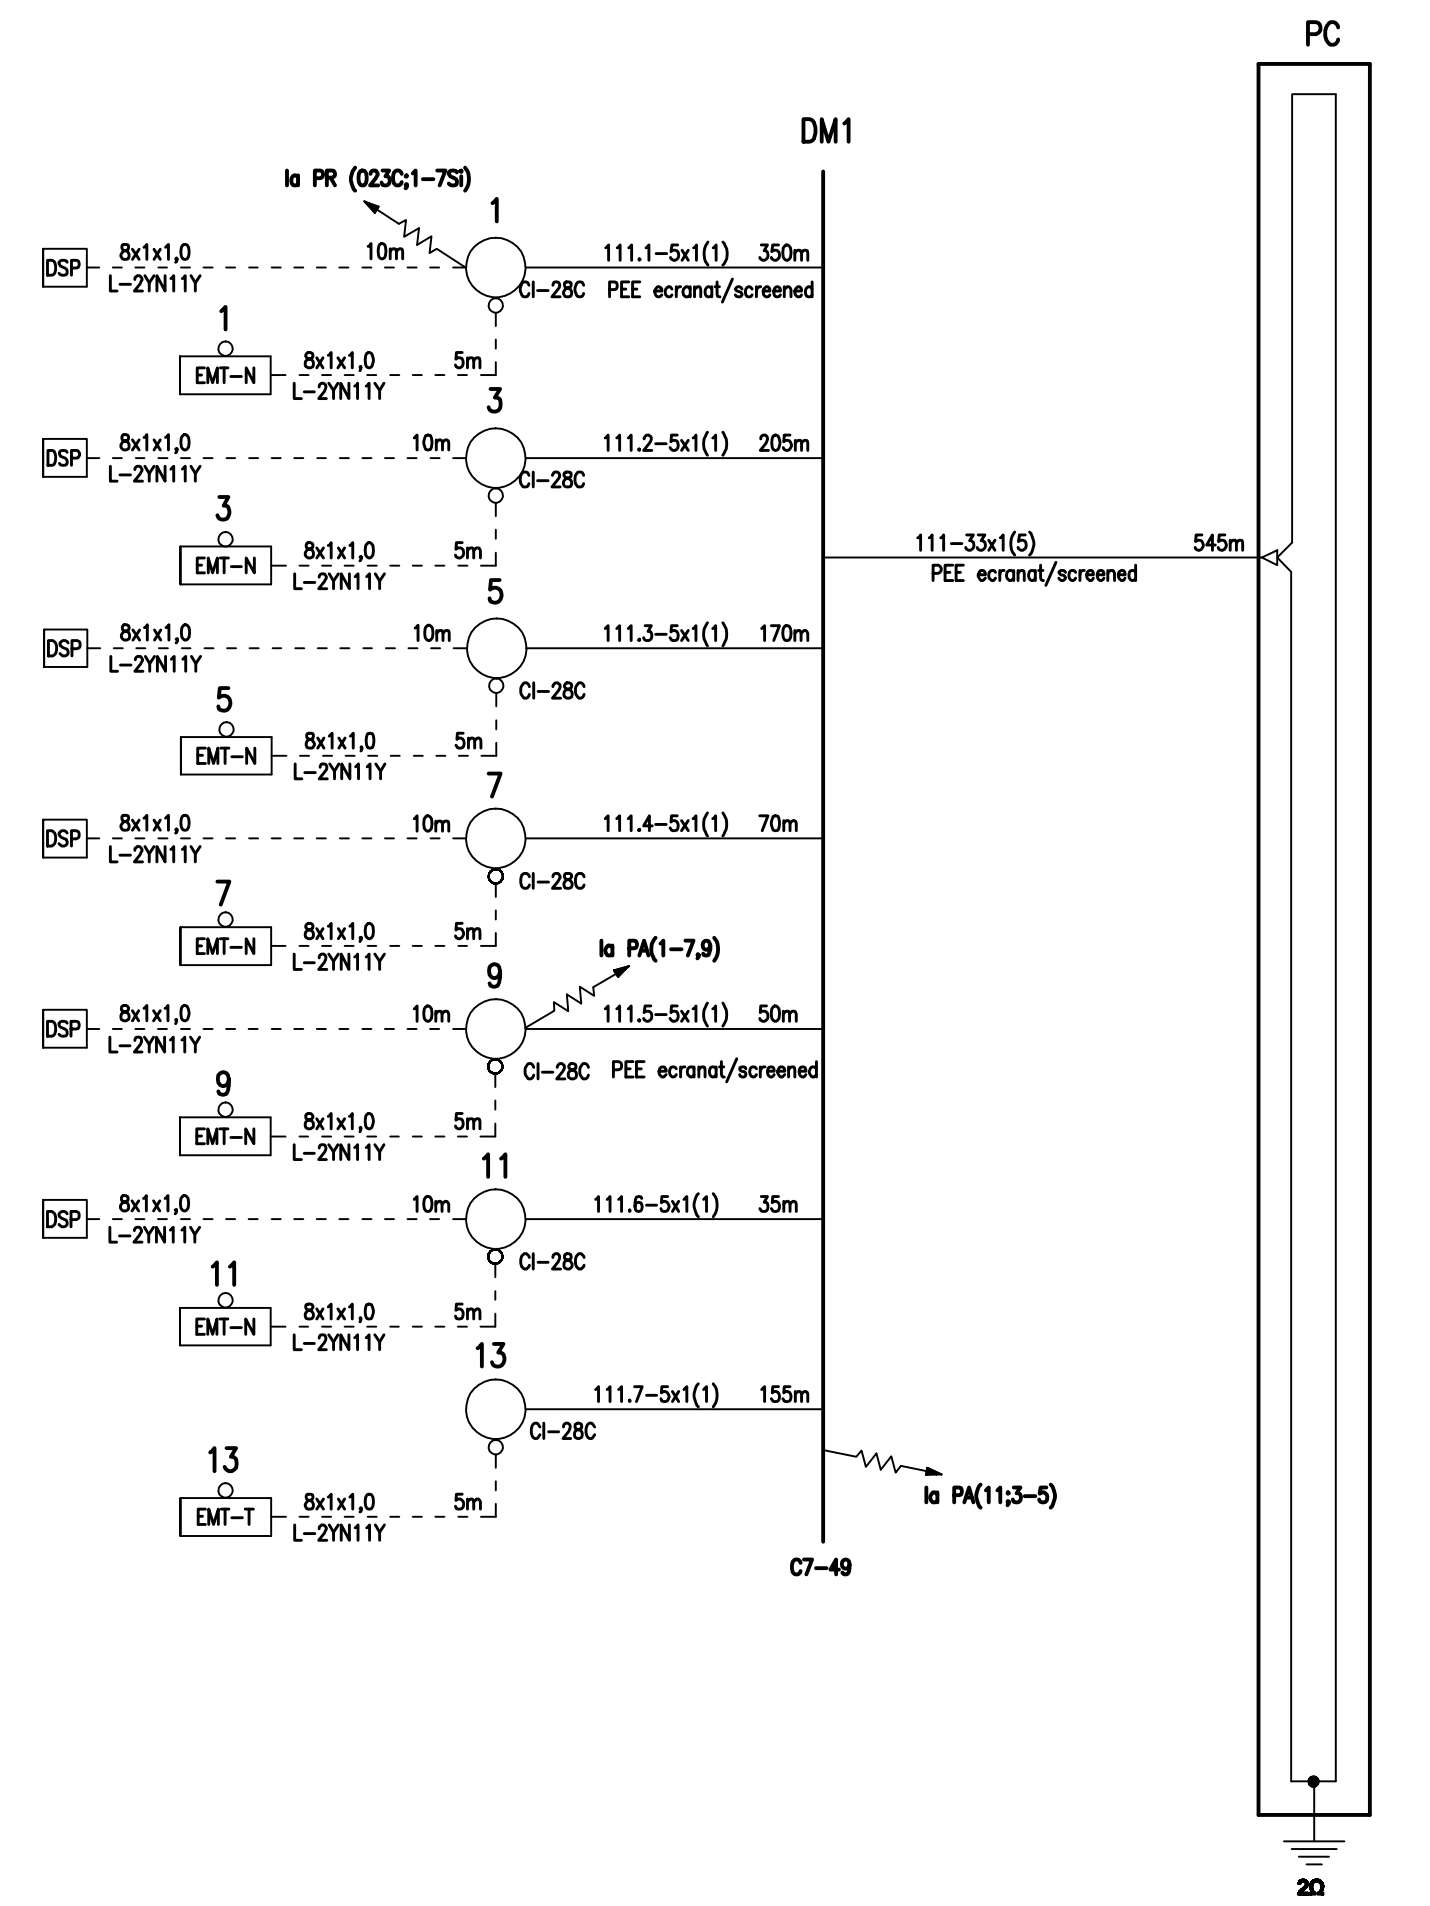 PC
DM1
la PR (023C;1-7Si)
1
DSP
8x1x1,0
10m
111.1-5x1(1)
350m
L-2YN11Y
CI-28C
PEE ecranat/screened
1
EMT-N
8x1x1,0
5m
L-2YN11Y
3
DSP
8x1x1,0
10m
111.2-5x1(1)
205m
L-2YN11Y
CI-28C
3
EMT-N
8x1x1,0
5m
L-2YN11Y
111-33x1(5)
545m
PEE ecranat/screened
5
DSP
8x1x1,0
10m
111.3-5x1(1)
170m
L-2YN11Y
CI-28C
5
EMT-N
8x1x1,0
5m
L-2YN11Y
7
DSP
8x1x1,0
10m
111.4-5x1(1)
70m
L-2YN11Y
CI-28C
7
EMT-N
8x1x1,0
5m
L-2YN11Y
la PA(1-7,9)
9
DSP
8x1x1,0
10m
111.5-5x1(1)
50m
L-2YN11Y
CI-28C
PEE ecranat/screened
9
EMT-N
8x1x1,0
5m
L-2YN11Y
11
DSP
8x1x1,0
10m
111.6-5x1(1)
35m
L-2YN11Y
CI-28C
11
EMT-N
8x1x1,0
5m
L-2YN11Y
13
111.7-5x1(1)
155m
CI-28C
13
EMT-T
8x1x1,0
5m
L-2YN11Y
la PA(11;3-5)
C7-49
2Ω